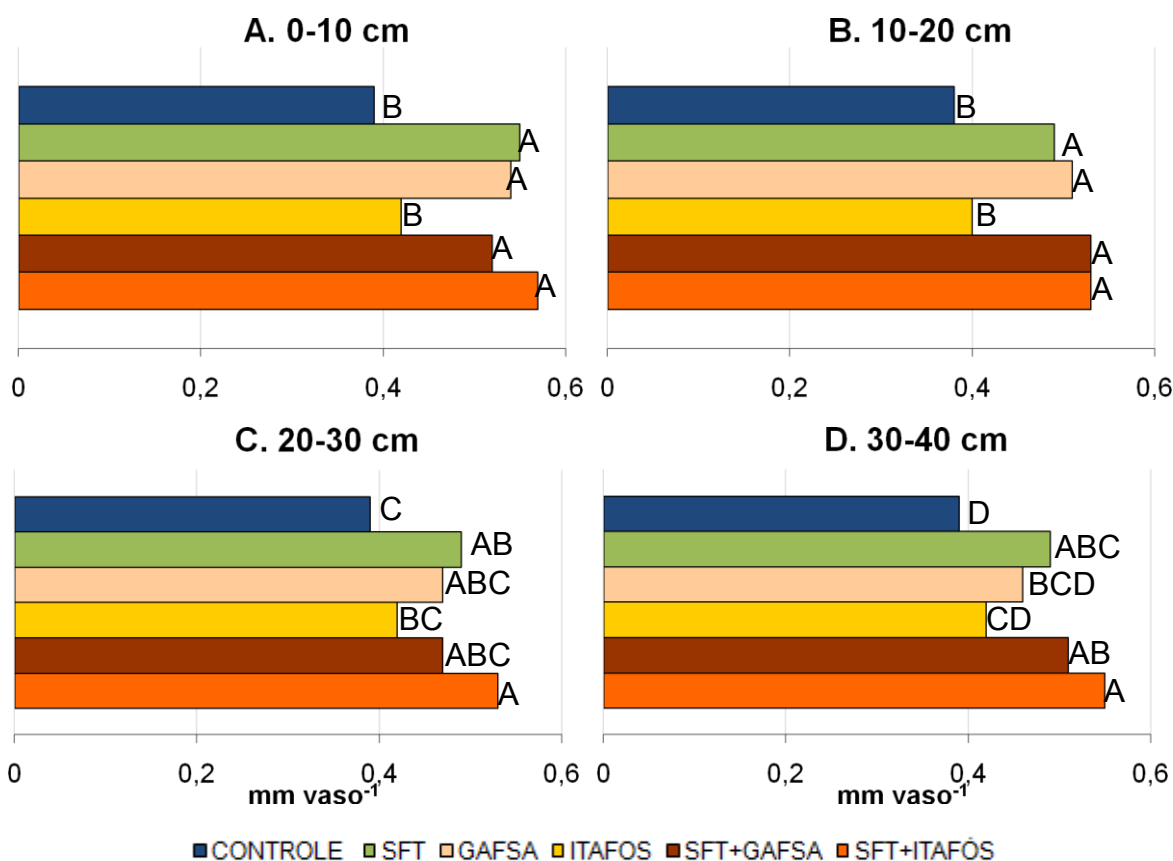 A. 0-10 cm
B
A
A
B
A
A
0
0,2
0,4
0,6
B. 10-20 cm
B
A
A
B
A
A
0
0,2
0,4
0,6
C. 20-30 cm
C
AB
ABC
BC
ABC
A
0
0,2
0,4
0,6
mm vaso⁻¹
D. 30-40 cm
D
ABC
BCD
CD
AB
A
0
0,2
0,4
0,6
mm vaso⁻¹
CONTROLE SFT GAFSA ITAFÓS SFT+GAFSA SFT+ITAFÓS